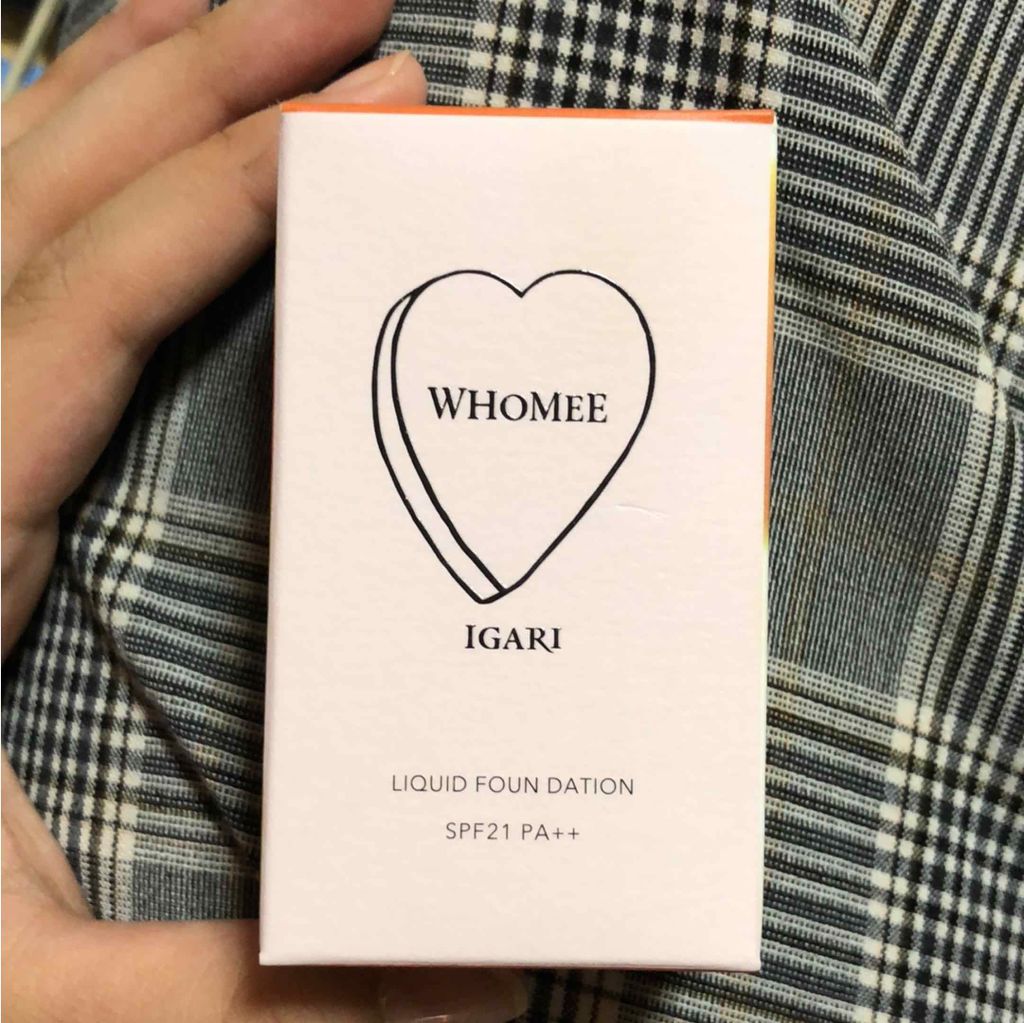 WHOMEE
IGARI
LIQUID FOUN DATION
SPF21 PA++